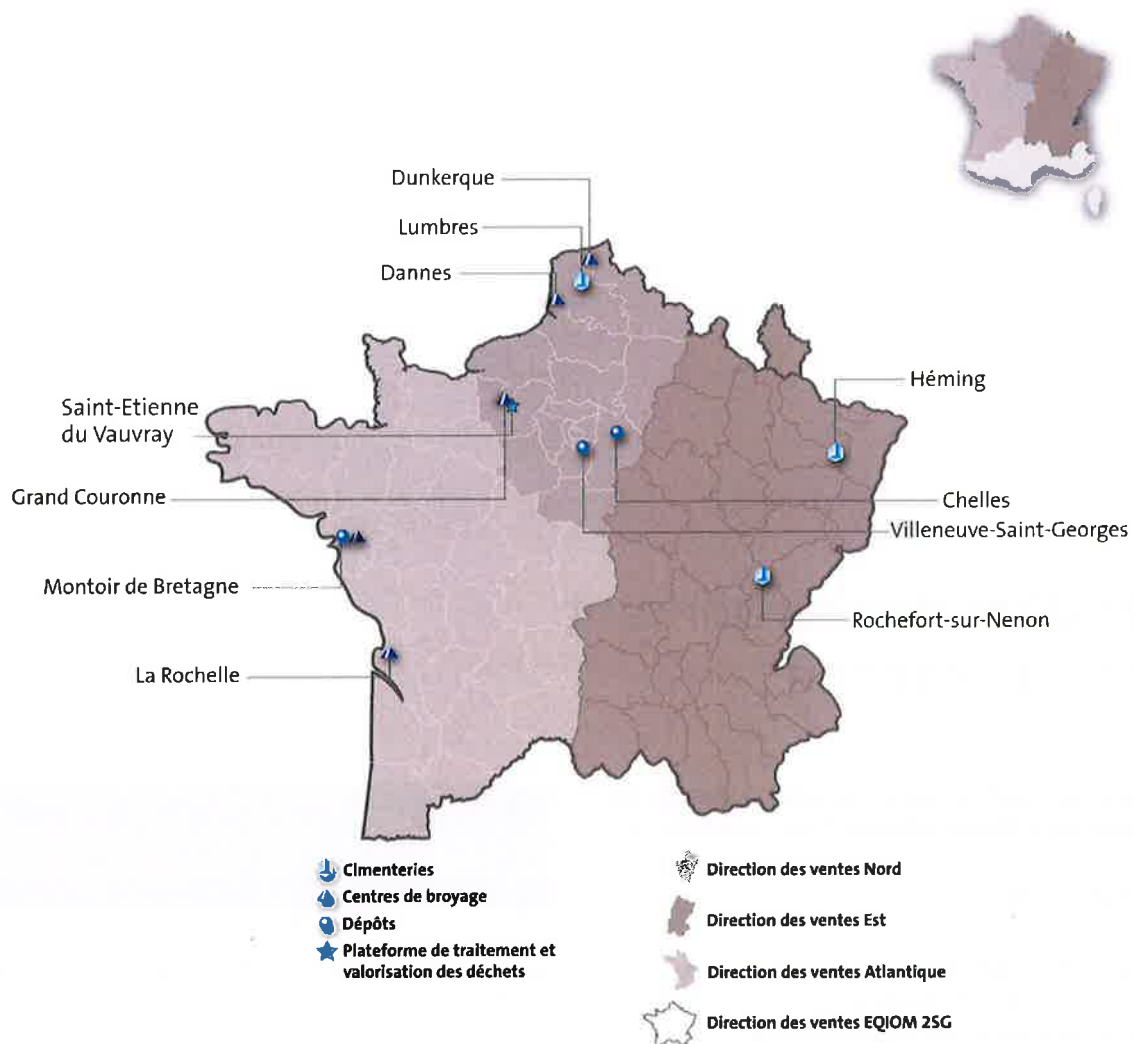 Dunkerque
Lumbres
Dannes
Héming
Saint-Etienne
du Vauvray
Grand Couronne
Chelles
Villeneuve-Saint-Georges
Montoir de Bretagne
Rochefort-sur-Nenon
La Rochelle
Cimenteries
Centres de broyage
Dépôts
Plateforme de traitement et
valorisation des déchets
Direction des ventes Nord
Direction des ventes Est
Direction des ventes Atlantique
Direction des ventes EQIOM 2SG